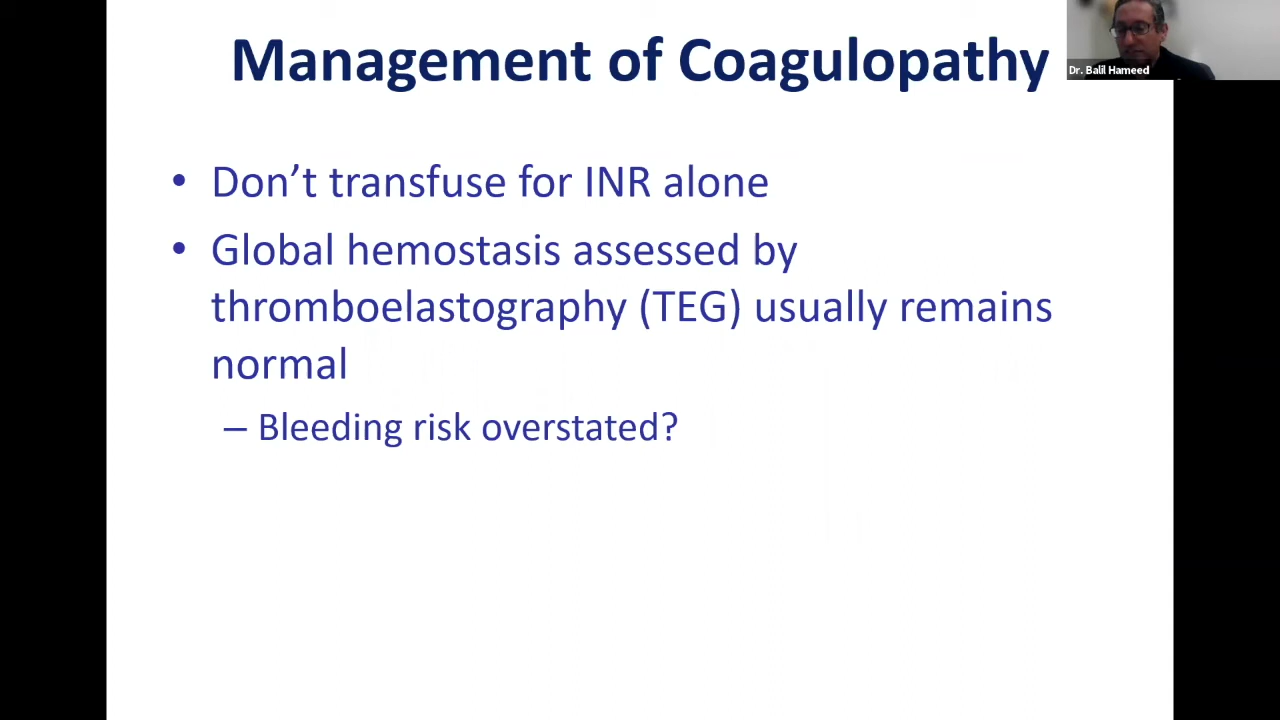 Management of Coagulopathy
Dr. Balil Hameed
• Don’t transfuse for INR alone
• Global hemostasis assessed by
thromboelastography (TEG) usually remains
normal
– Bleeding risk overstated?